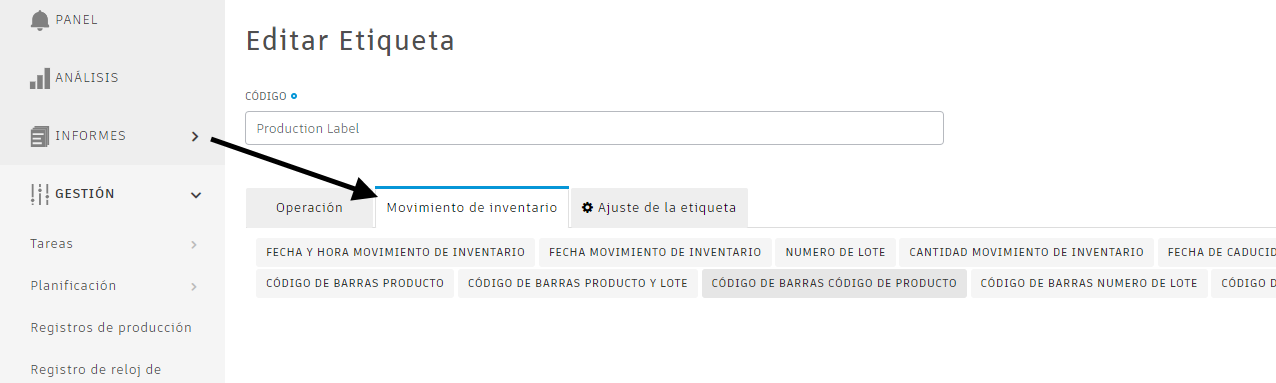 PANEL
ANÁLISIS
INFORMES
GESTIÓN
Tareas
Planificación
Registros de producción
Registro de reloj de
Editar Etiqueta
CÓDIGO
Production Label
Operación
Movimiento de inventario
Ajuste de la etiqueta
FECHA Y HORA MOVIMIENTO DE INVENTARIO
FECHA MOVIMIENTO DE INVENTARIO
NUMERO DE LOTE
CANTIDAD MOVIMIENTO DE INVENTARIO
FECHA DE CADUCID
CÓDIGO DE BARRAS PRODUCTO
CÓDIGO DE BARRAS PRODUCTO Y LOTE
CÓDIGO DE BARRAS CÓDIGO DE PRODUCTO
CÓDIGO DE BARRAS NUMERO DE LOTE
CÓDIGO D